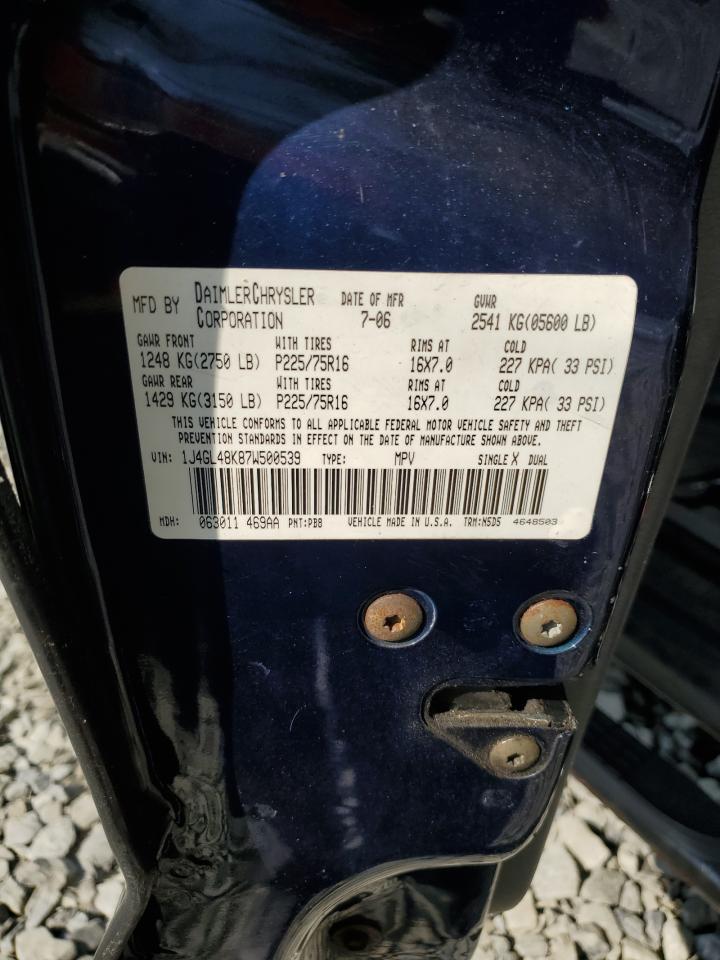 MFD BY DAIMLERCHRYSLER CORPORATION DATE OF MFR 7-06 GVWR 2541 KG(05600 LB)
GAWR FRONT WITH TIRES RIMS AT COLD
1248 KG(2750 LB) P225/75R16 16X7.0 227 KPA( 33 PSI)
GAWR REAR WITH TIRES RIMS AT COLD
1429 KG(3150 LB) P225/75R16 16X7.0 227 KPA( 33 PSI)
THIS VEHICLE CONFORMS TO ALL APPLICABLE FEDERAL MOTOR VEHICLE SAFETY AND THEFT
PREVENTION STANDARDS IN EFFECT ON THE DATE OF MANUFACTURE SHOWN ABOVE.
VIN: 1J4GL48K87W500539 TYPE: MPV SINGLE X DUAL
MDH: 063011 469AA PNT:PB8 VEHICLE MADE IN U.S.A. TRM:N5D5 4648503